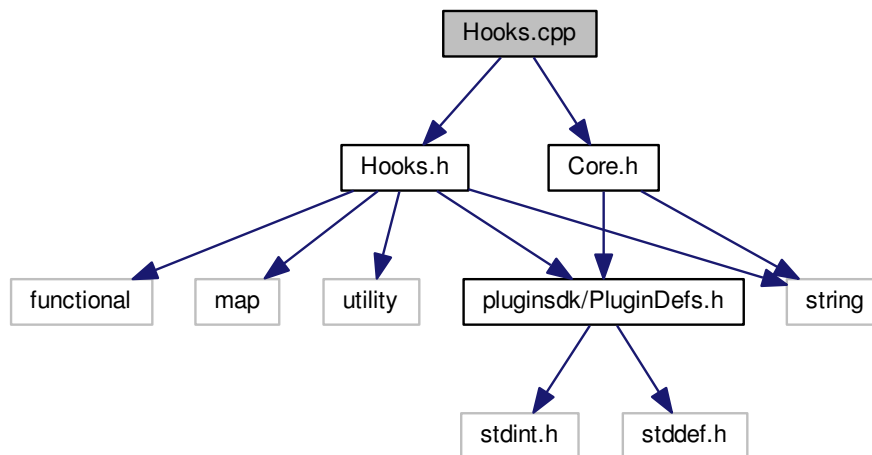 Hooks.cpp
Hooks.h
Core.h
functional
map
utility
pluginsdk/PluginDefs.h
string
stdint.h
stddef.h